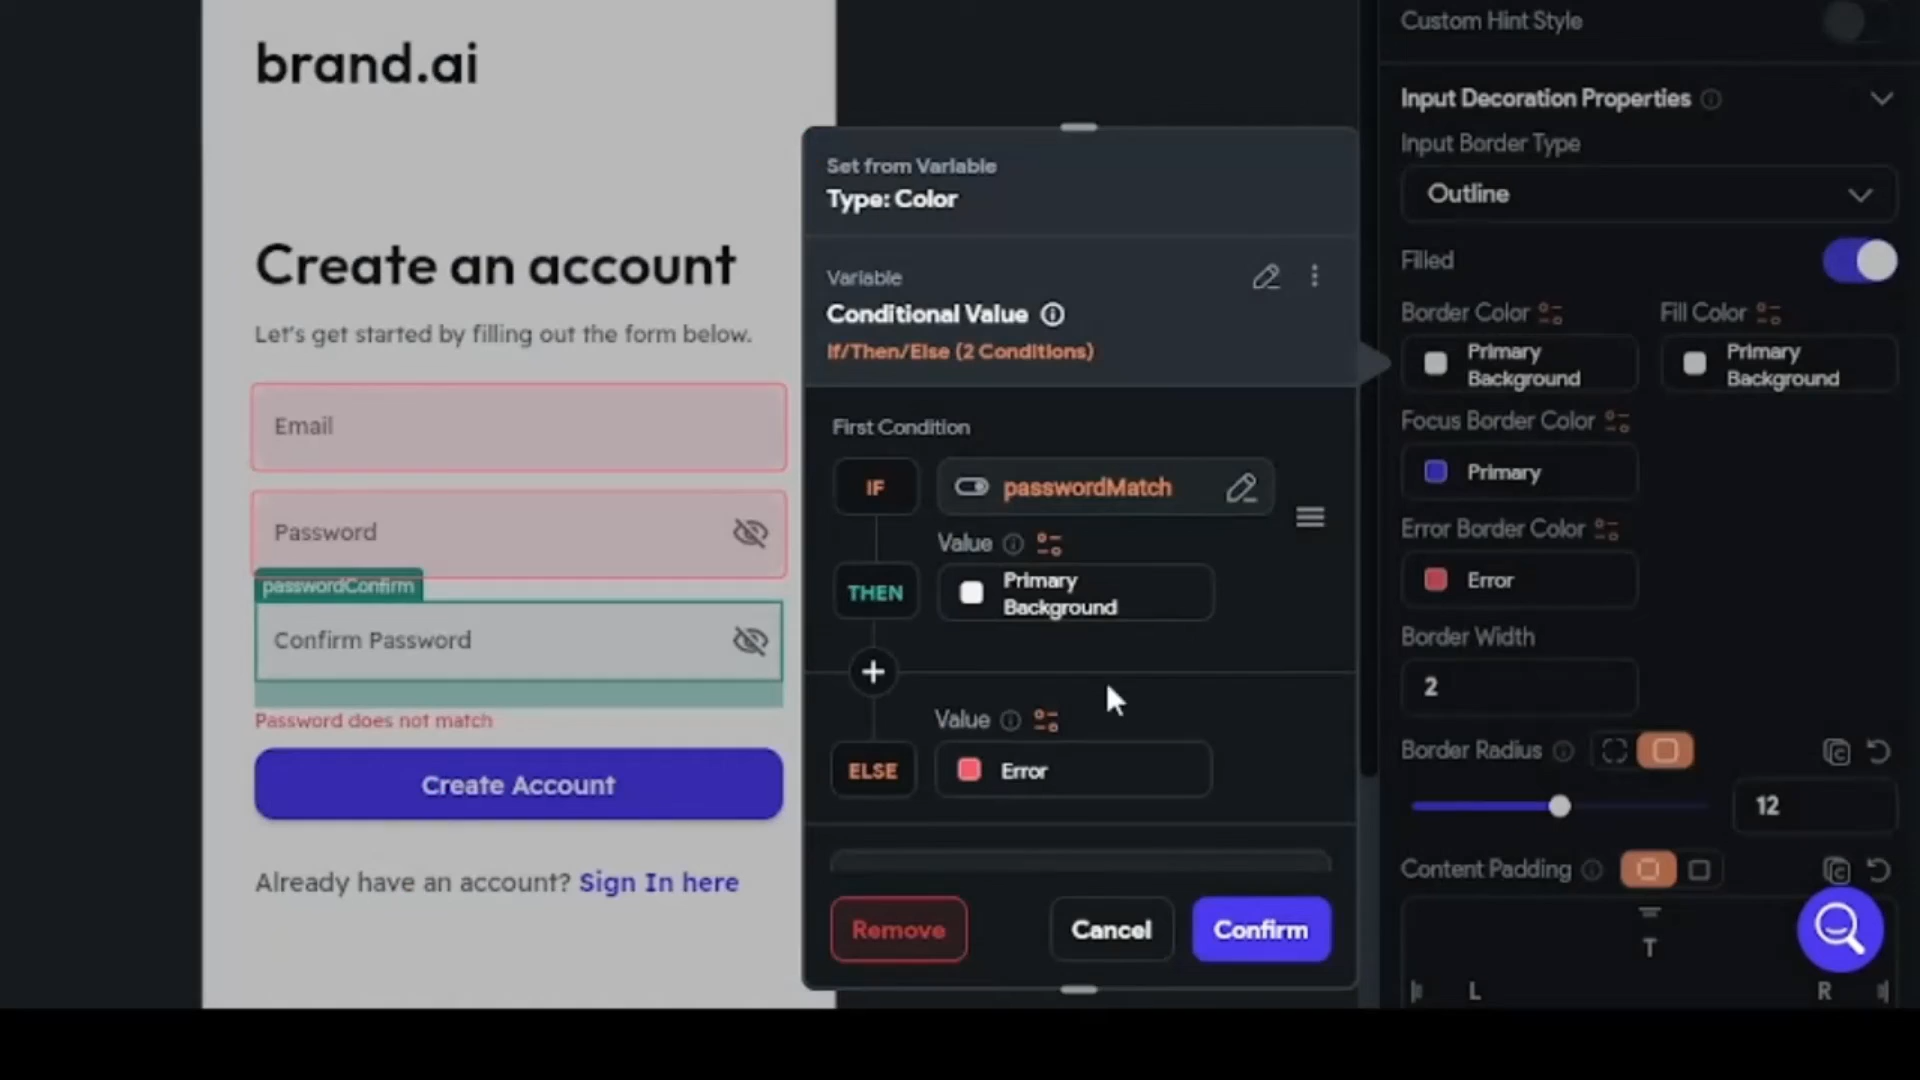 brand.ai
Create an account
Let's get started by filling out the form below.
Email
Password
passwordConfirm
Confirm Password
Password does not match
Create Account
Already have an account? Sign In here
Set from Variable
Type: Color
Variable
Conditional Value
If/Then/Else (2 Conditions)
First Condition
IF
passwordMatch
Value
THEN
Primary
Background
Value
ELSE
Error
Remove
Cancel
Confirm
Custom Hint Style
Input Decoration Properties
Input Border Type
Outline
Filled
Border Color
Fill Color
Primary
Background
Primary
Background
Focus Border Color
Primary
Error Border Color
Error
Border Width
2
Border Radius
12
Content Padding
T
L
R